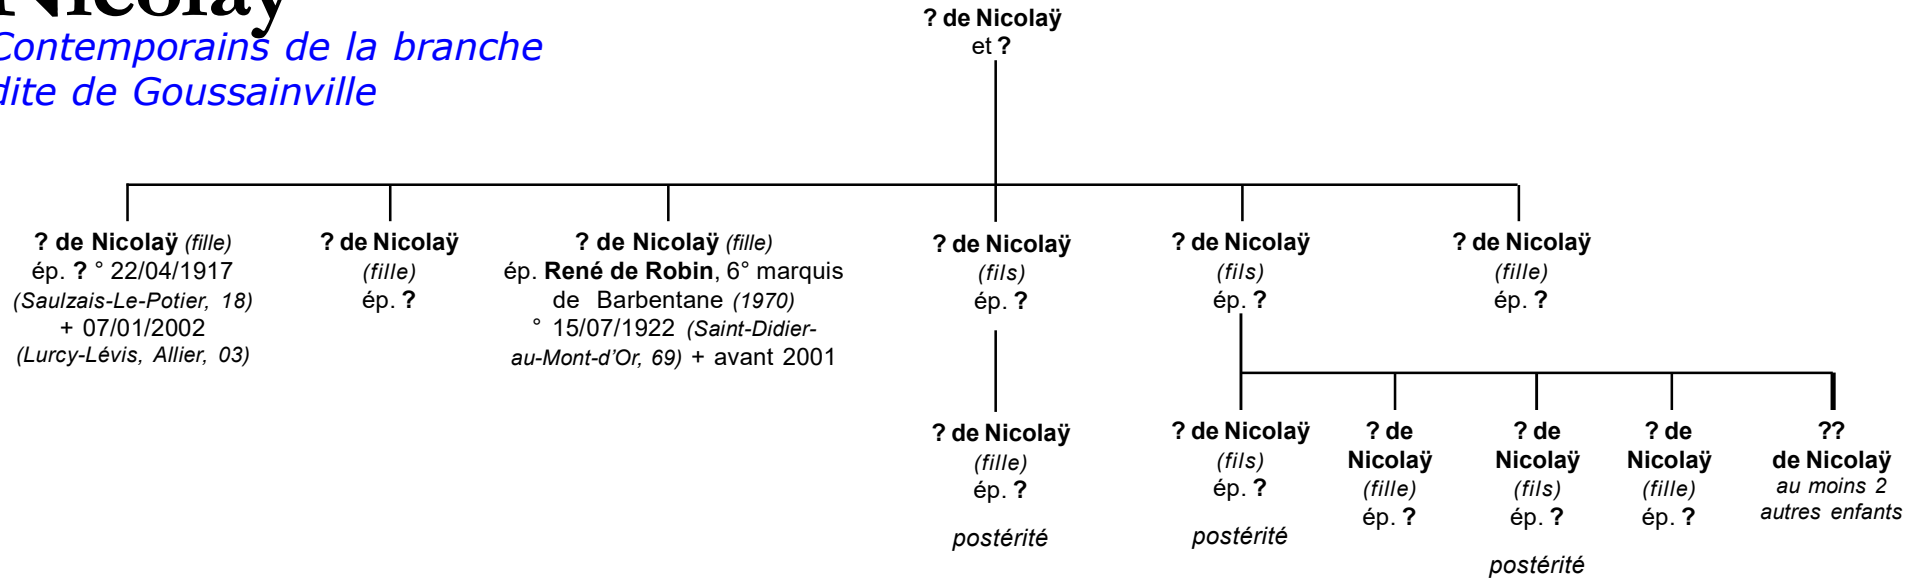 Nicolaÿ
Contemporains de la branche
dite de Goussainville
? de Nicolaÿ
et ?
? de Nicolaÿ (fille)
ép. ? ° 22/04/1917
(Saulzais-Le-Potier, 18)
+ 07/01/2002
(Lurcy-Lévis, Allier, 03)
? de Nicolaÿ
(fille)
ép. ?
? de Nicolaÿ (fille)
ép. René de Robin, 6° marquis
de Barbentane (1970)
° 15/07/1922 (Saint-Didier-
au-Mont-d’Or, 69) + avant 2001
? de Nicolaÿ
(fils)
ép. ?
? de Nicolaÿ
(fils)
ép. ?
? de Nicolaÿ
(fille)
ép. ?
? de Nicolaÿ
(fille)
ép. ?
postérité
? de Nicolaÿ
(fils)
ép. ?
postérité
? de
Nicolaÿ
(fille)
ép. ?
? de
Nicolaÿ
(fils)
ép. ?
postérité
? de
Nicolaÿ
(fille)
ép. ?
??
de Nicolaÿ
au moins 2
autres enfants